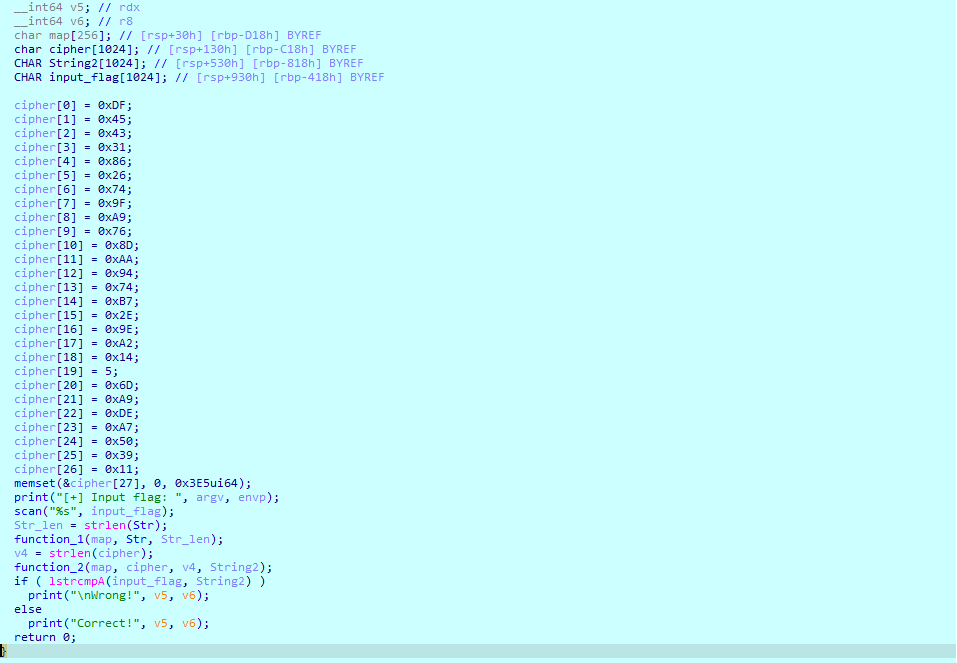 __int64 v5; // rdx
__int64 v6; // r8
char map[256]; // [rsp+30h] [rbp-D18h] BYREF
char cipher[1024]; // [rsp+130h] [rbp-C18h] BYREF
CHAR String2[1024]; // [rsp+530h] [rbp-818h] BYREF
CHAR input_flag[1024]; // [rsp+930h] [rbp-418h] BYREF
cipher[0] = 0xDF;
cipher[1] = 0x45;
cipher[2] = 0x43;
cipher[3] = 0x31;
cipher[4] = 0x86;
cipher[5] = 0x26;
cipher[6] = 0x74;
cipher[7] = 0x9F;
cipher[8] = 0xA9;
cipher[9] = 0x76;
cipher[10] = 0x8D;
cipher[11] = 0xAA;
cipher[12] = 0x94;
cipher[13] = 0x74;
cipher[14] = 0xB7;
cipher[15] = 0x2E;
cipher[16] = 0x9E;
cipher[17] = 0xA2;
cipher[18] = 0x14;
cipher[19] = 5;
cipher[20] = 0x6D;
cipher[21] = 0xA9;
cipher[22] = 0xDE;
cipher[23] = 0xA7;
cipher[24] = 0x50;
cipher[25] = 0x39;
cipher[26] = 0x11;
memset(&cipher[27], 0, 0x3E5ui64);
print("[+] Input flag: ", argv, envp);
scan("%s", input_flag);
Str_len = strlen(Str);
function_1(map, Str, Str_len);
v4 = strlen(cipher);
function_2(map, cipher, v4, String2);
if ( lstrcmpA(input_flag, String2) )
print("\nWrong!", v5, v6);
else
print("Correct!", v5, v6);
return 0;
}